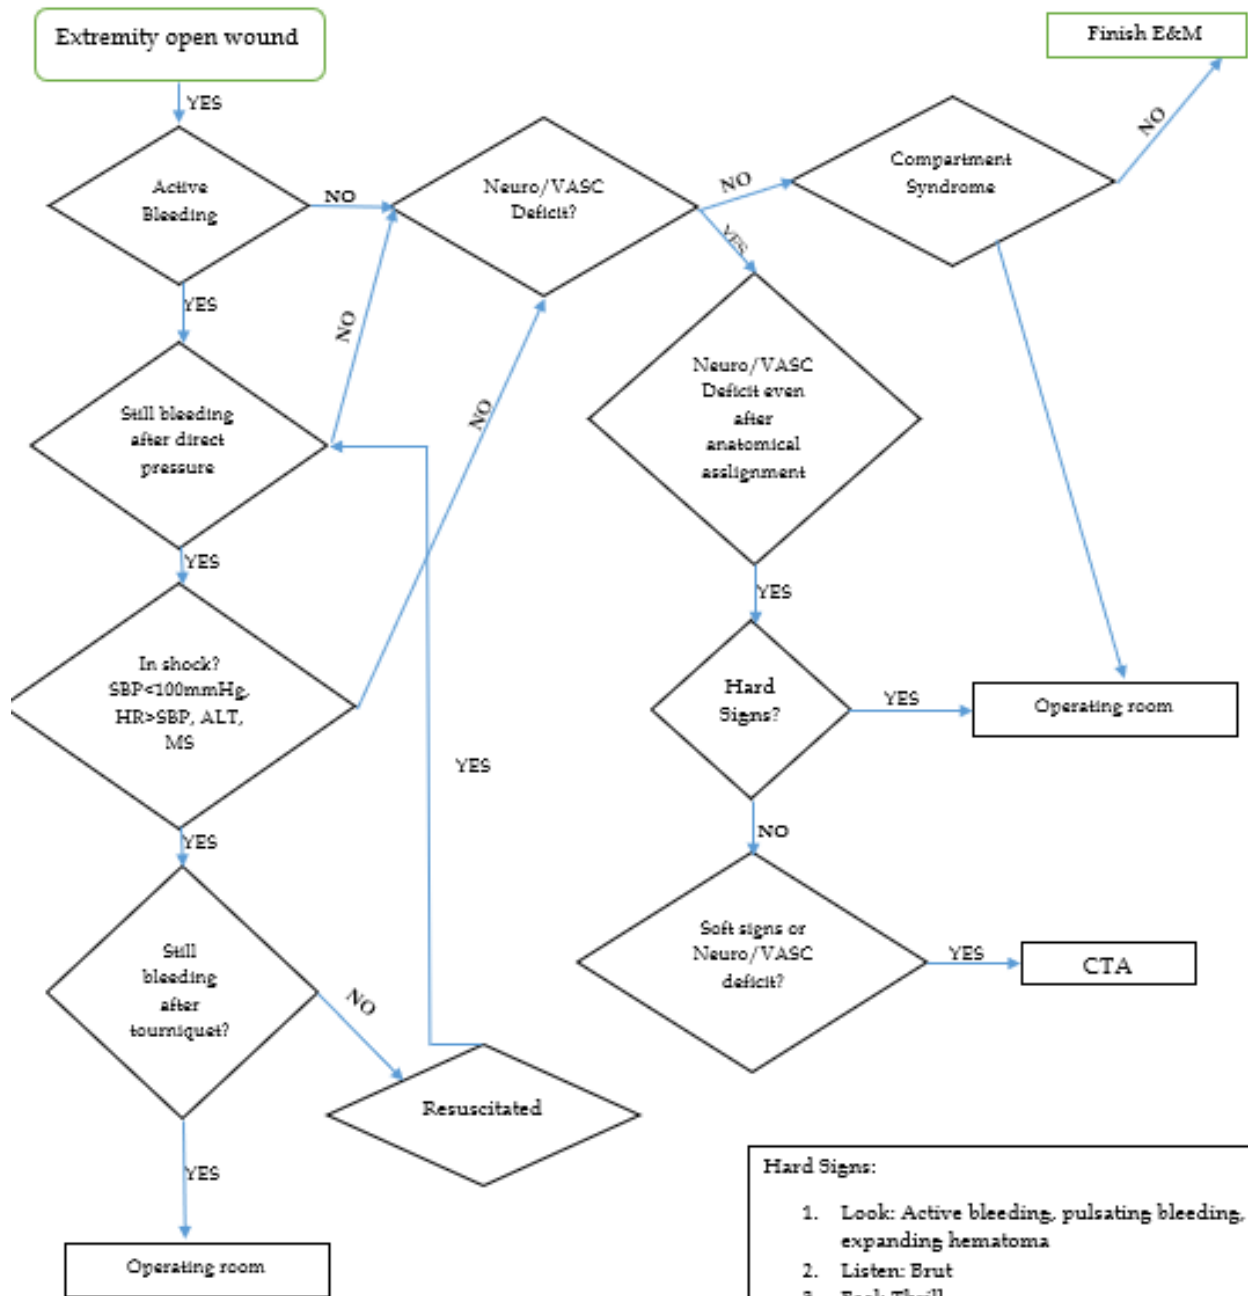 Extremity open wound
Finish E&M
YES
NO
Active
Bleeding
NO
Neuro/VASC
Deficit?
NO
Compartment
Syndrome
YES
YES
NO
Still bleeding
after direct
pressure
Neuro/VASC
Deficit even
after
anatomical
asslignment
NO
YES
YES
In shock?
SBP<100mmHg,
HR>SBP, ALT,
MS
Hard
Signs?
YES
Operating room
YES
YES
NO
Still
bleeding
after
tourniquet?
NO
Soft signs or
Neuro/VASC
deficit?
YES
CTA
Resuscitated
YES
Operating room
Hard Signs:
1. Look: Active bleeding, pulsating bleeding,
expanding hematoma
2. Listen: Brut
3. Feel: Thrill